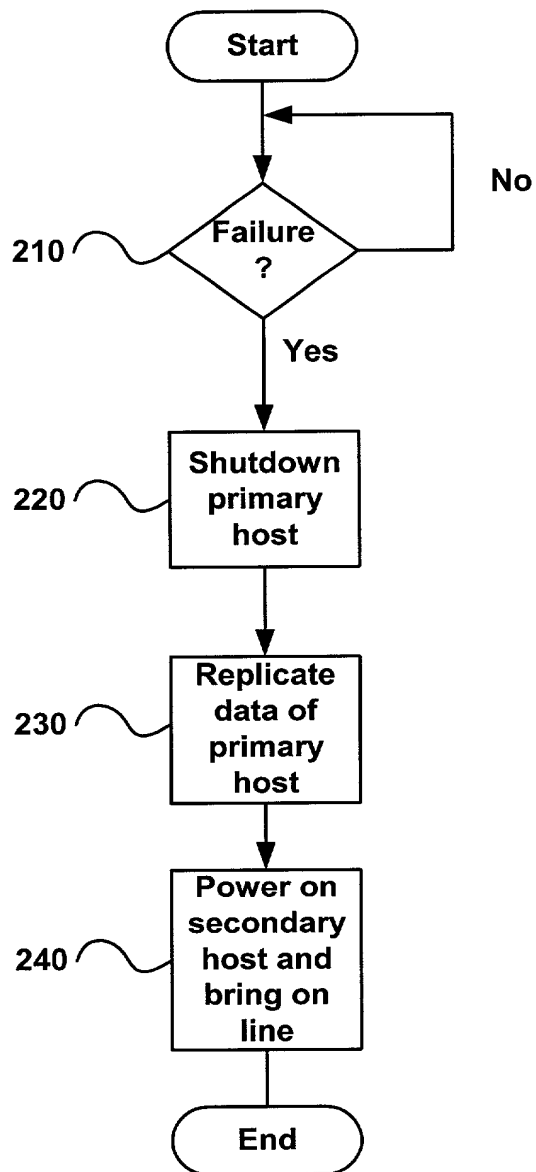 Start
No
Failure
?
210
Yes
Shutdown
primary
host
220
Replicate
data of
primary
host
230
Power on
secondary
host and
bring on
line
240
End